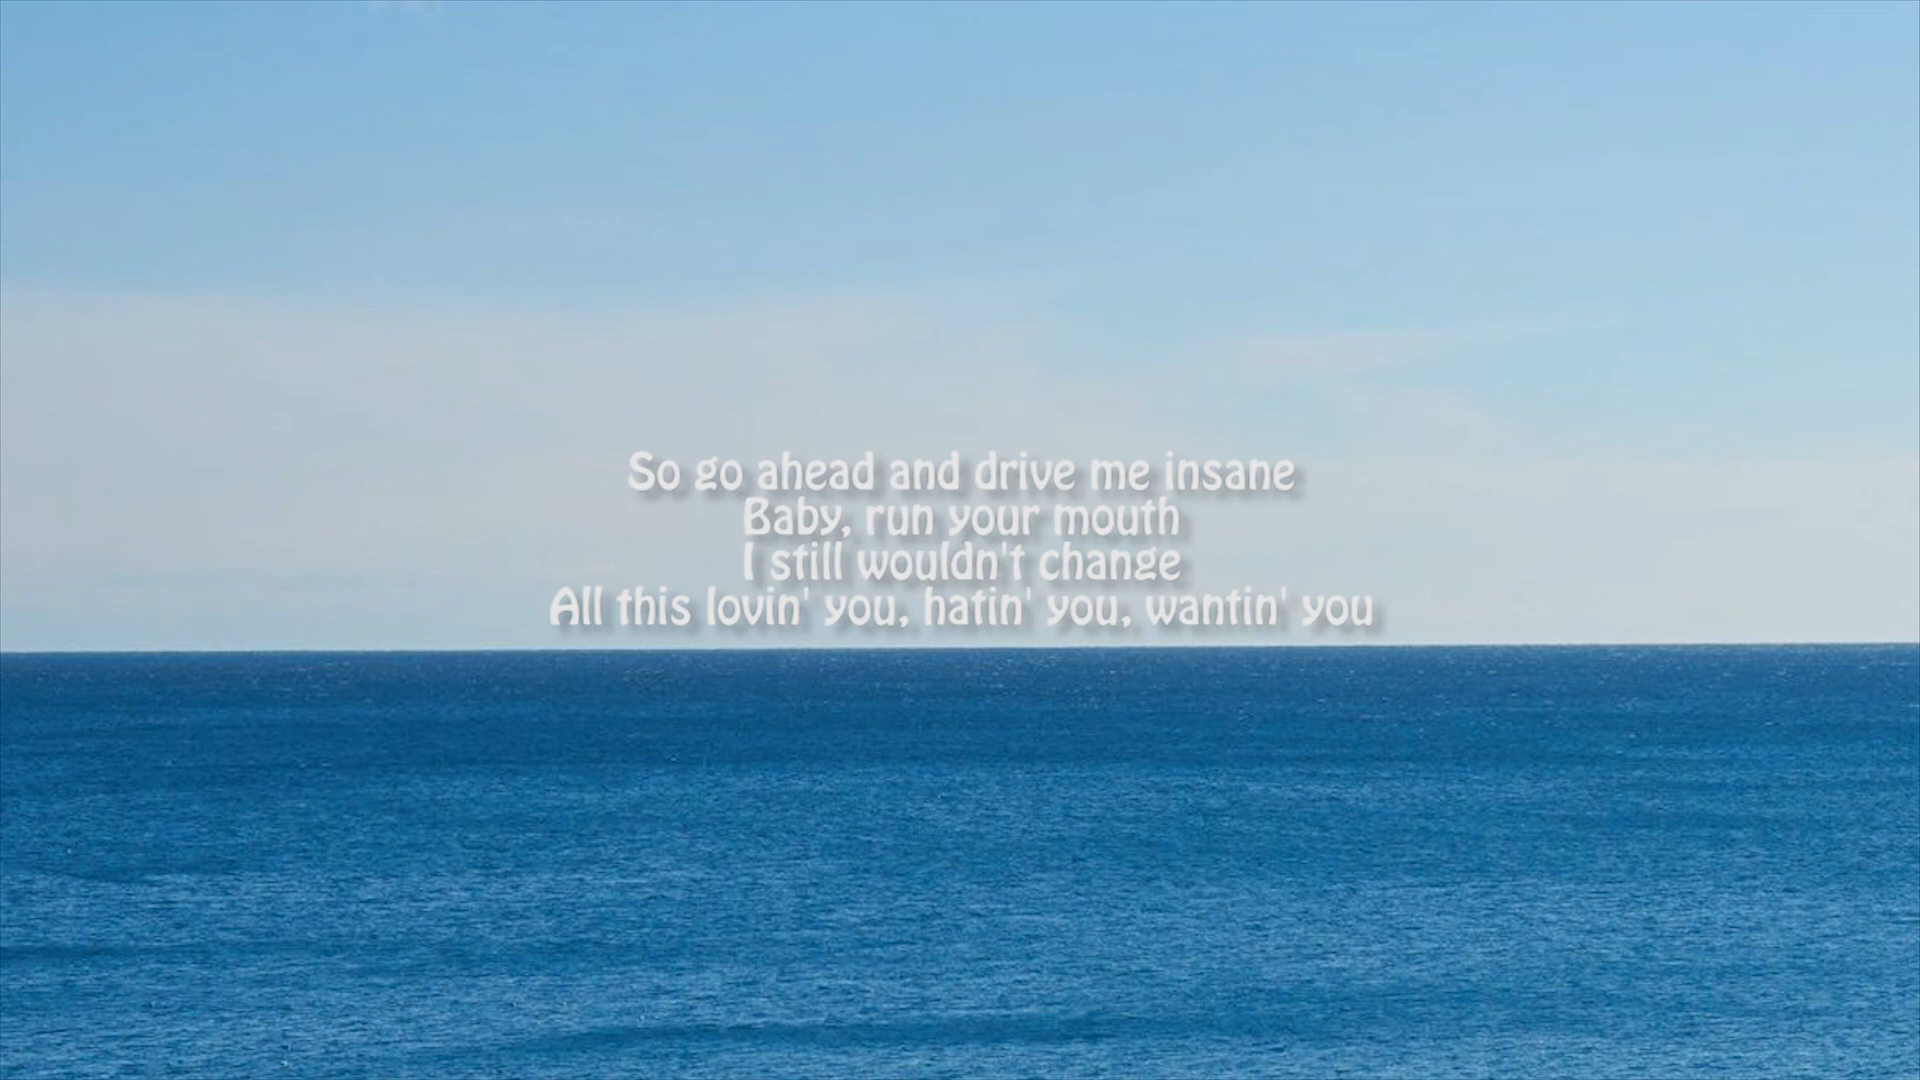 So go ahead and drive me insane
Baby, run your mouth
I still wouldn't change
All this lovin' you, hatin' you, wantin' you